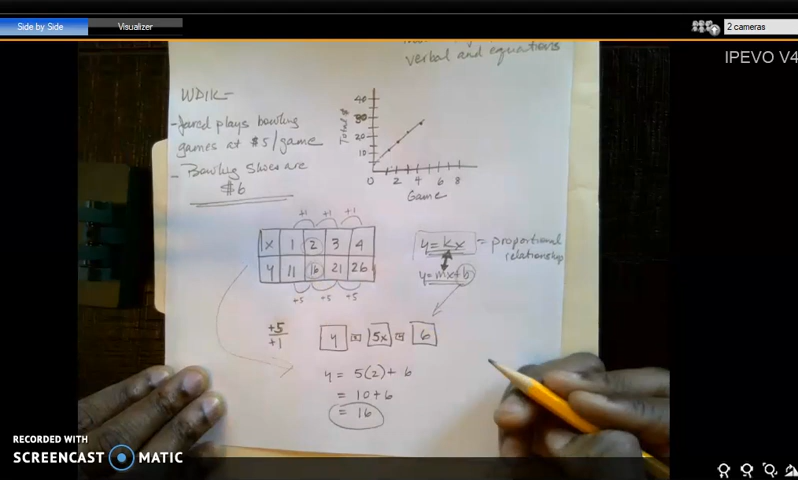 Side by Side
Visualizer
2 cameras
IPEVO V4
verbal and equations
WDIK-
-Jared plays bowling
games at $5/game
- Bowling shoes are
$6
Total $
40
30
20
10
0 2 4 6 8
Game
+1 +1 +1
x 1 2 3 4
y 11 16 21 26
+5 +5 +5
y = kx = proportional
relationship
y = mx + b
+5
+1
y = 5x + 6
y = 5(2) + 6
= 10 + 6
= 16
RECORDED WITH
SCREENCAST MATIC